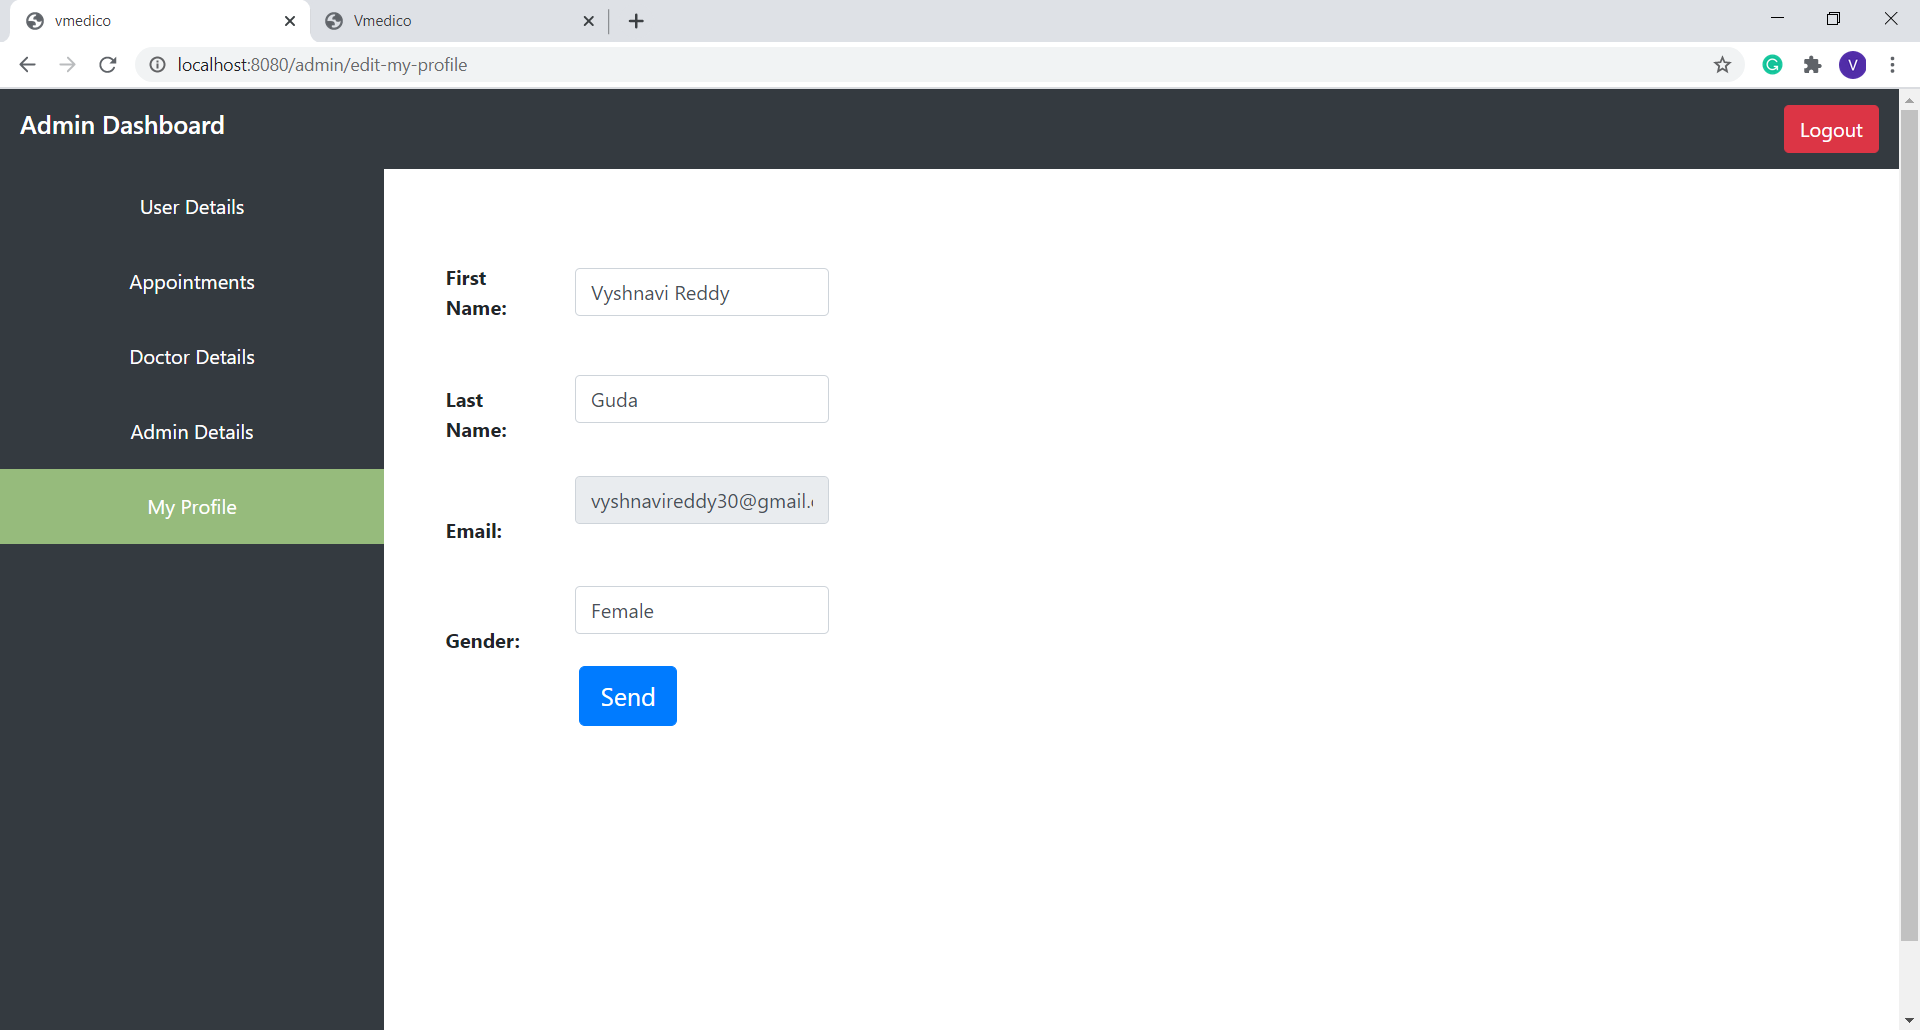 vmedico
Vmedico
localhost:8080/admin/edit-my-profile
V
Admin Dashboard
Logout
User Details
Appointments
Doctor Details
Admin Details
My Profile
First
Name:
Vyshnavi Reddy
Last
Name:
Guda
Email:
vyshnavireddy30@gmail.
Gender:
Female
Send